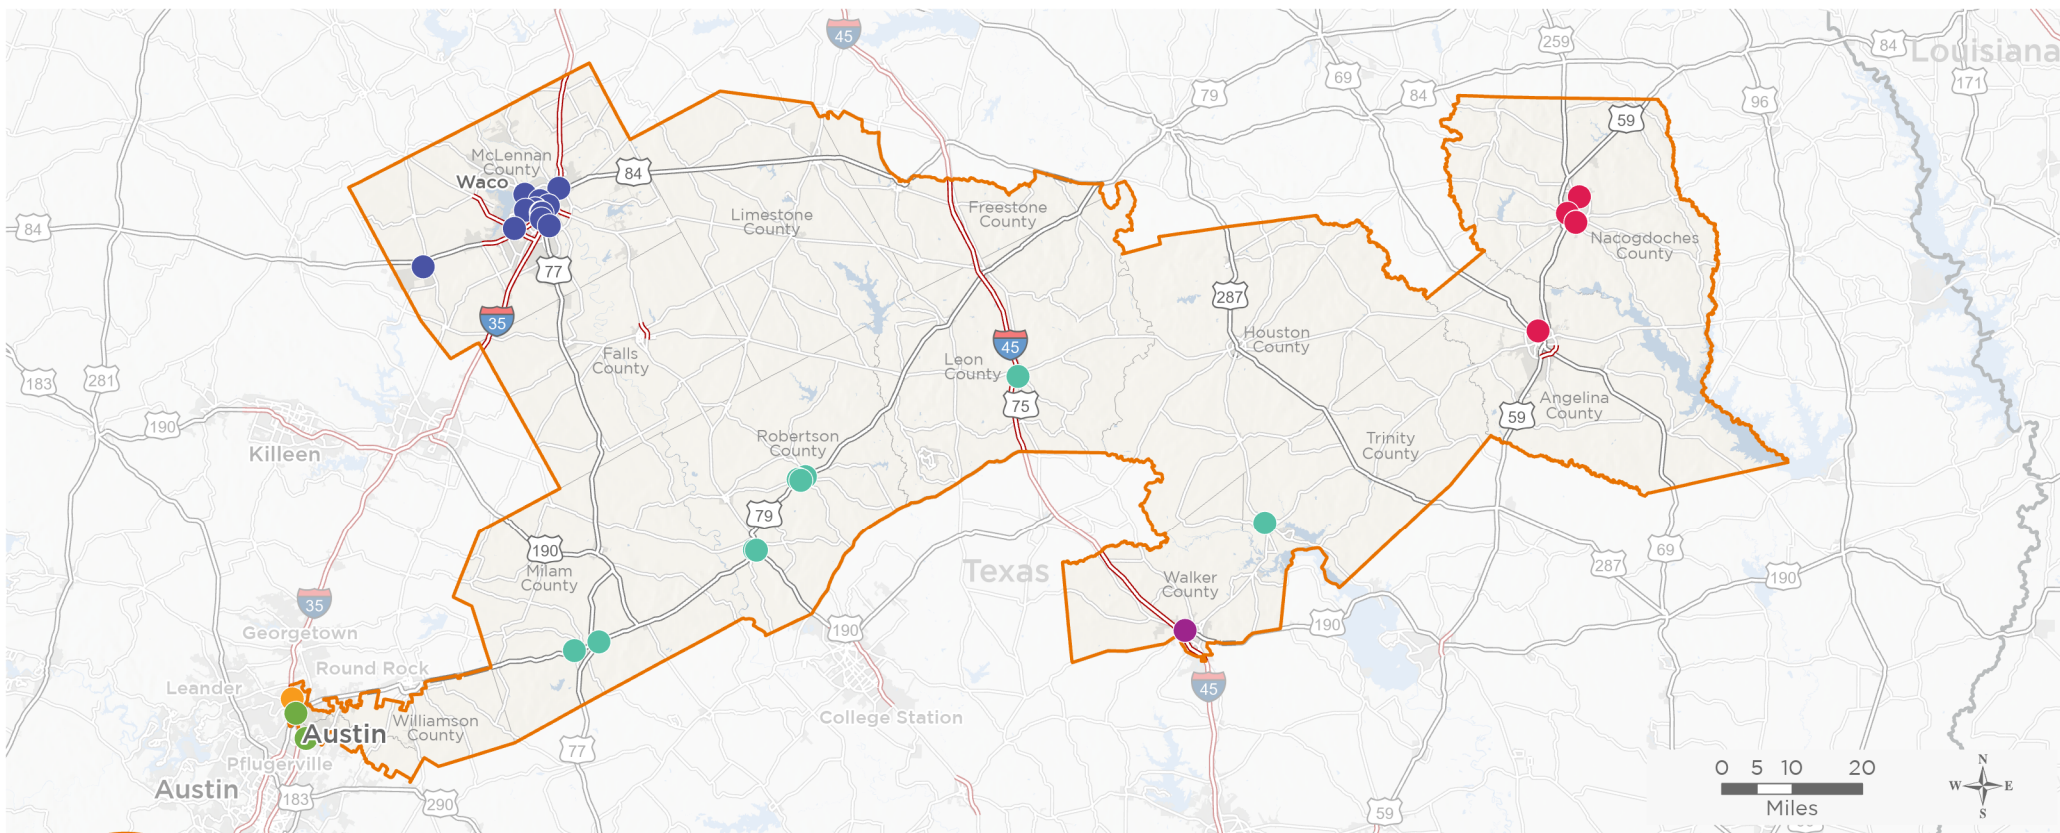 45
259
84
Louisiana
69
171
79
84
96
59
McLennan
County
Waco
84
Limestone
County
Freestone
County
84
Nacogdoches
County
77
287
35
45
Houston
County
Falls
County
Leon
County
183
281
75
Angelina
County
59
190
Killeen
Robertson
County
Trinity
County
79
190
Milam
County
69
287
Texas
Walker
County
190
35
Georgetown
190
190
Round Rock
Leander
45
College Station
Williamson
County
Austin
77
Pflugerville
Austin
183
290
59
0 5 10 20
Miles
N
W E
S